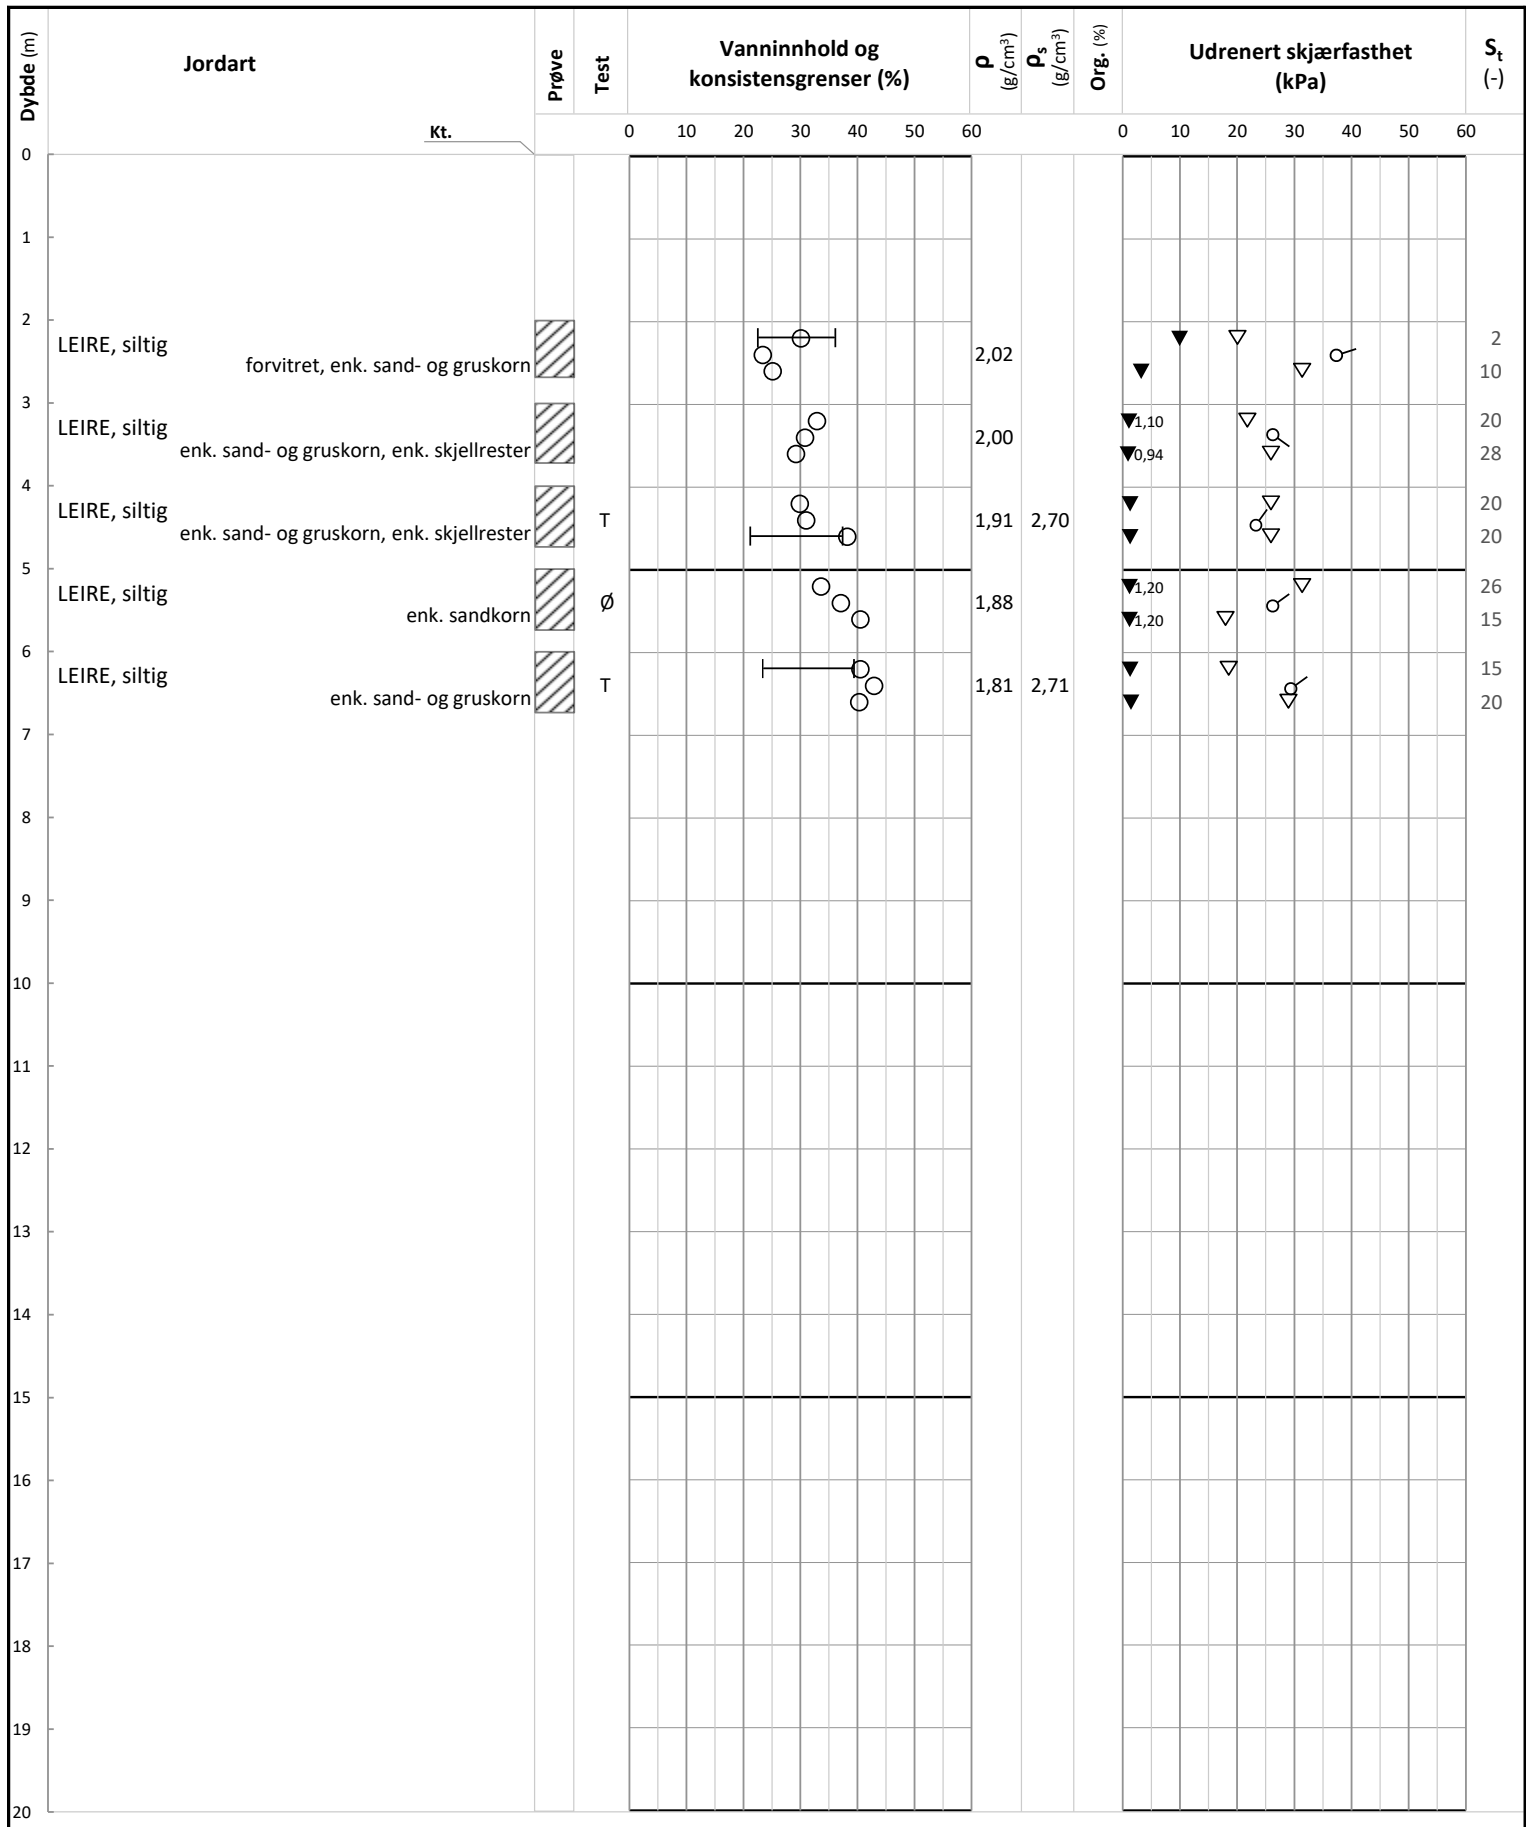 Dybde (m)
Jordart
Prøve
Test
Vanninnhold og
konsistensgrenser (%)
ρ
(g/cm³)
ρs
(g/cm³)
Org. (%)
Udrenert skjærfasthet
(kPa)
St
(-)
Kt.
0 10 20 30 40 50 60
0 10 20 30 40 50 60
0
1
2
LEIRE, siltig
forvitret, enk. sand- og gruskorn
2,02
2
10
3
LEIRE, siltig
enk. sand- og gruskorn, enk. skjellrester
2,00
1,10
0,94
20
28
4
LEIRE, siltig
enk. sand- og gruskorn, enk. skjellrester
T
1,91
2,70
20
20
5
LEIRE, siltig
enk. sandkorn
Ø
1,88
1,20
1,20
26
15
6
LEIRE, siltig
enk. sand- og gruskorn
T
1,81
2,71
15
20
7
8
9
10
11
12
13
14
15
16
17
18
19
20